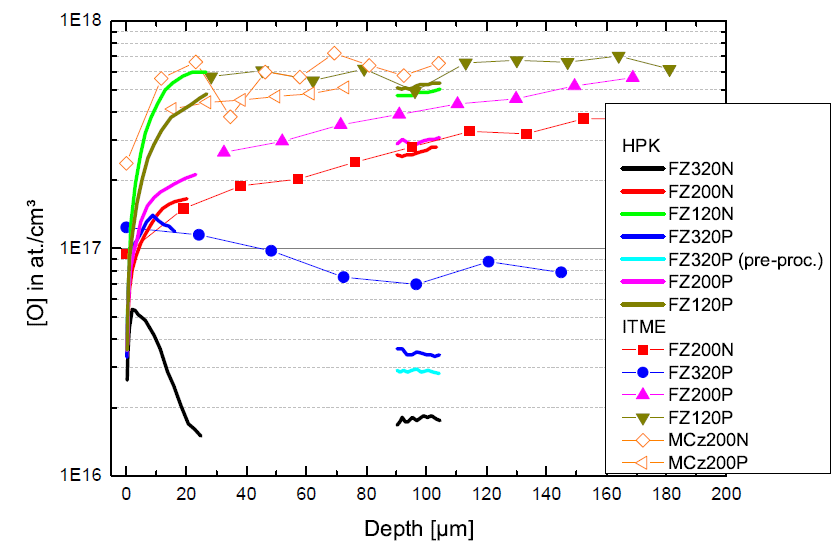 1E18
1E17
1E16
[O] in at./cm³
0
20
40
60
80
100
120
140
160
180
200
Depth [µm]
HPK
FZ320N
FZ200N
FZ120N
FZ320P
FZ320P (pre-proc.)
FZ200P
FZ120P
ITME
FZ200N
FZ320P
FZ200P
FZ120P
MCz200N
MCz200P